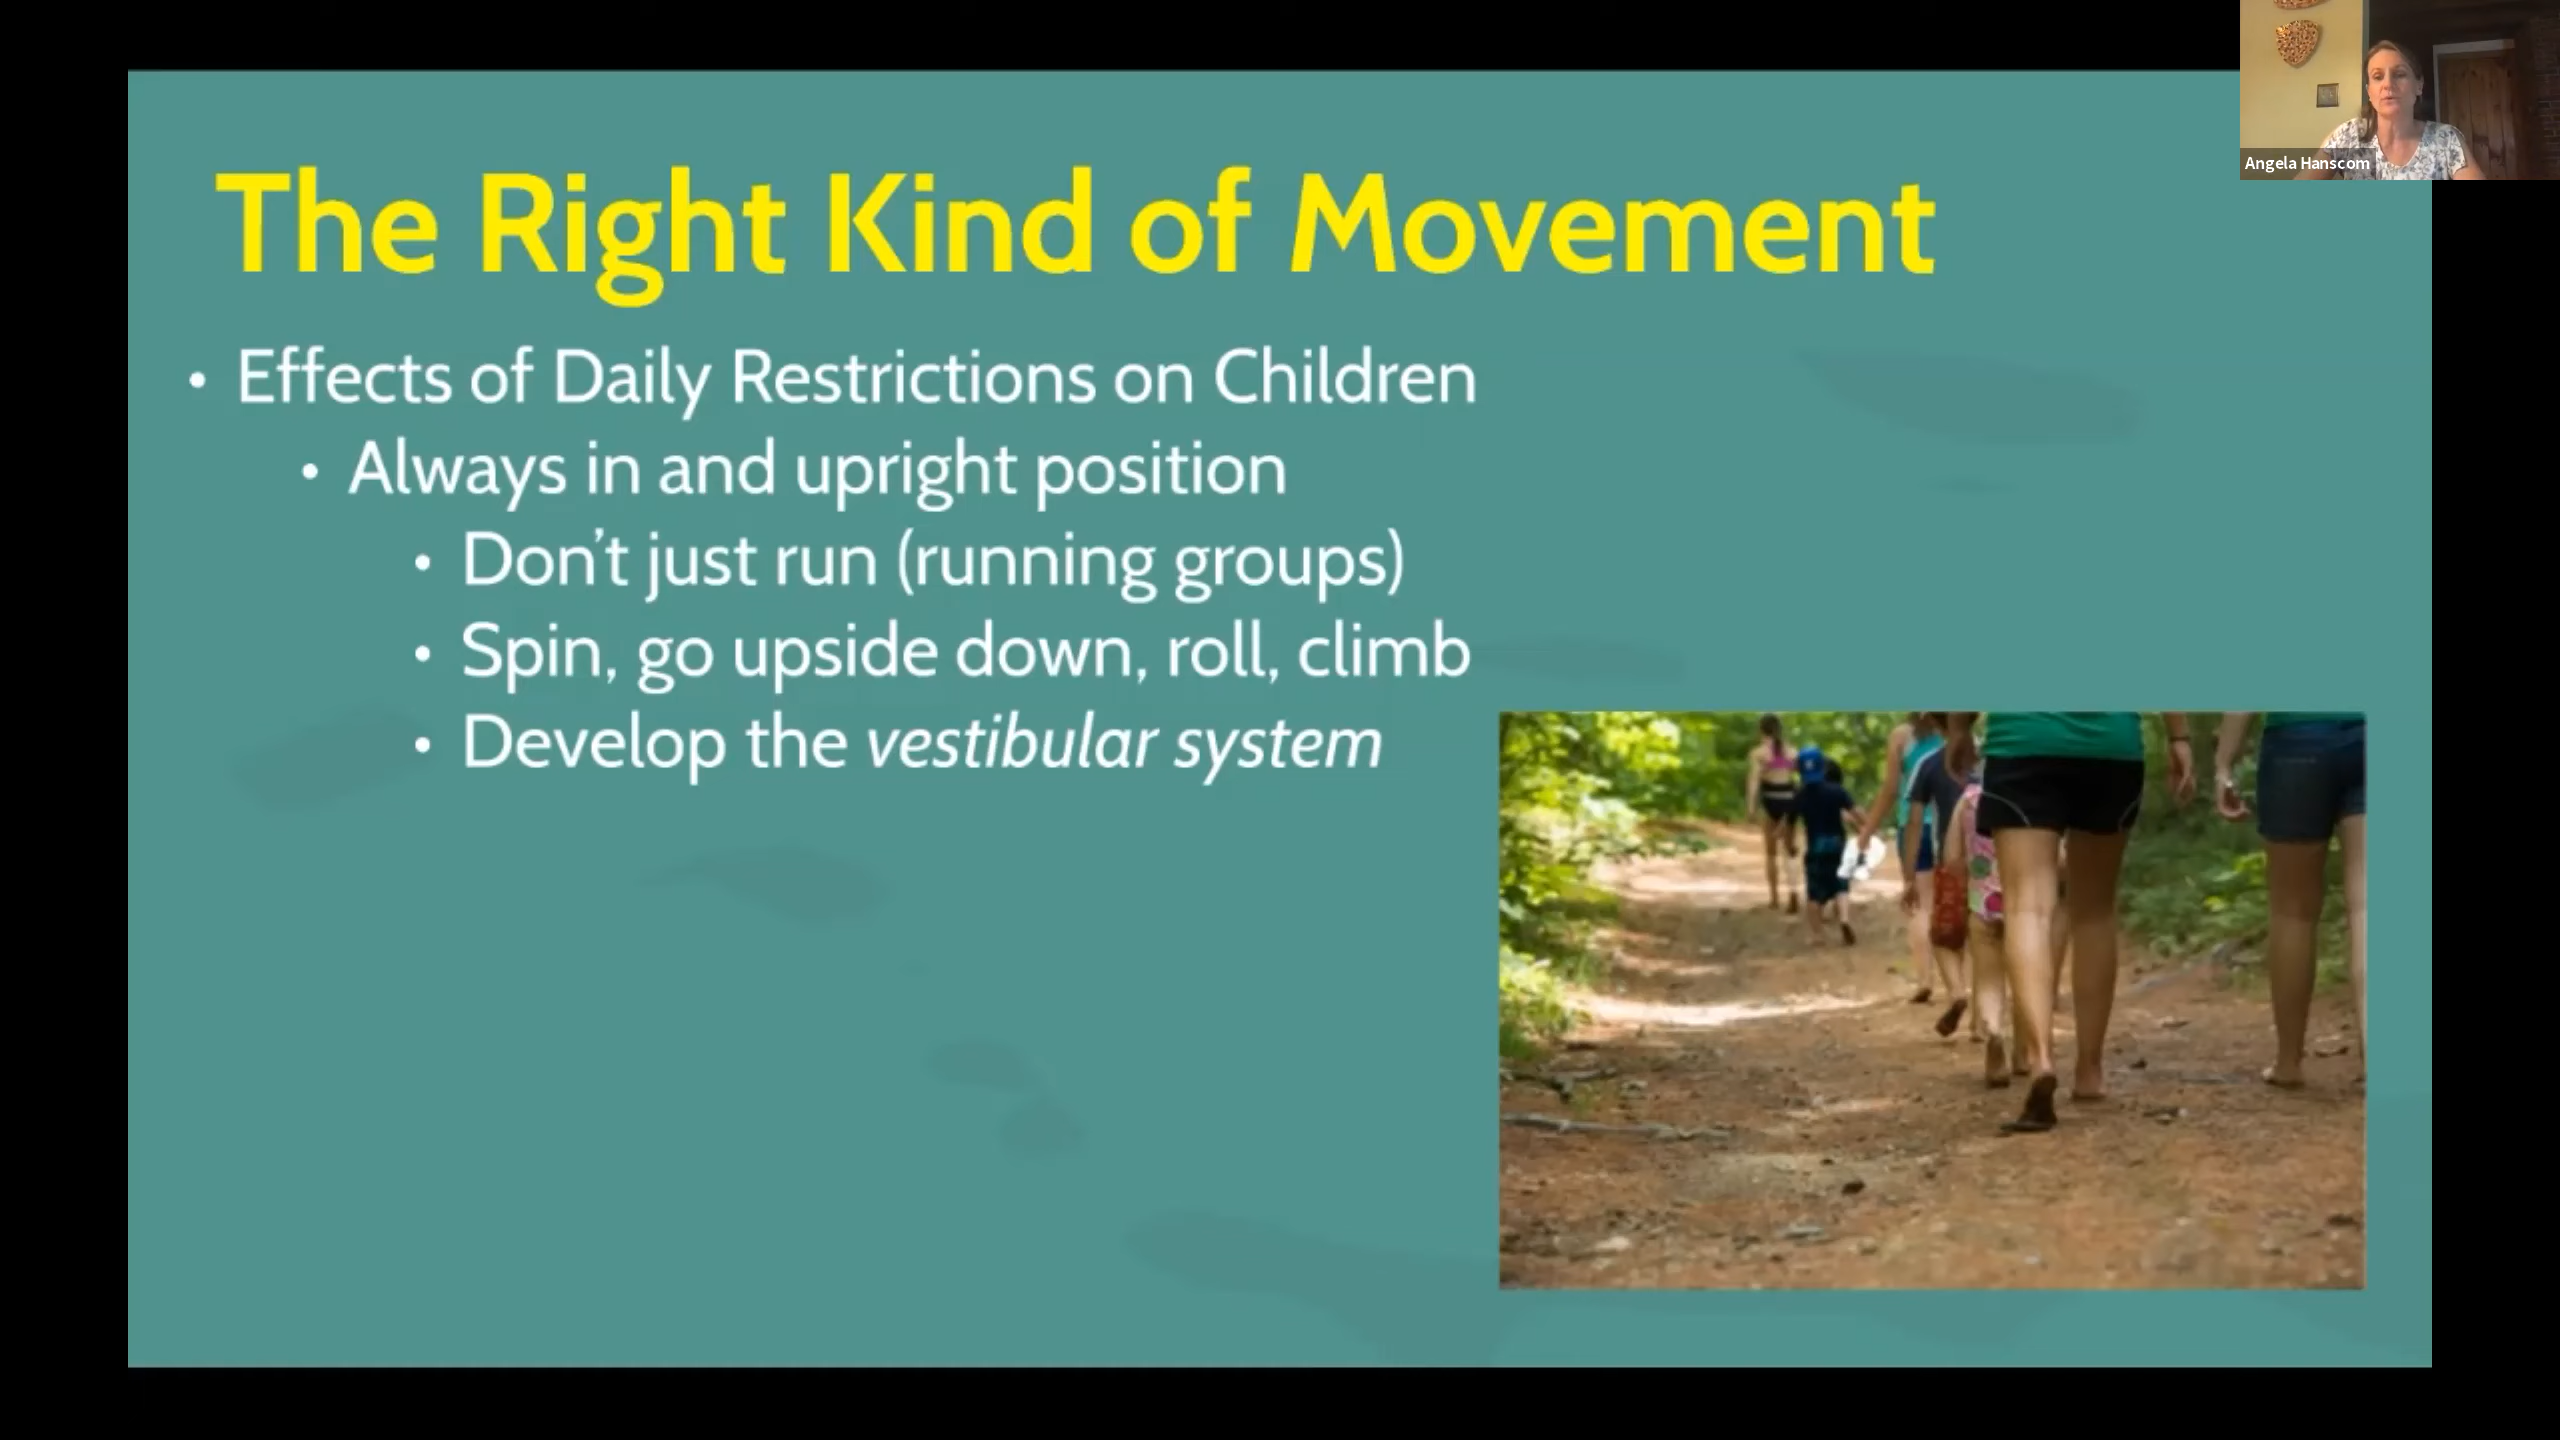 Angela Hanscom
The Right Kind of Movement
• Effects of Daily Restrictions on Children
• Always in and upright position
• Don't just run (running groups)
• Spin, go upside down, roll, climb
• Develop the vestibular system